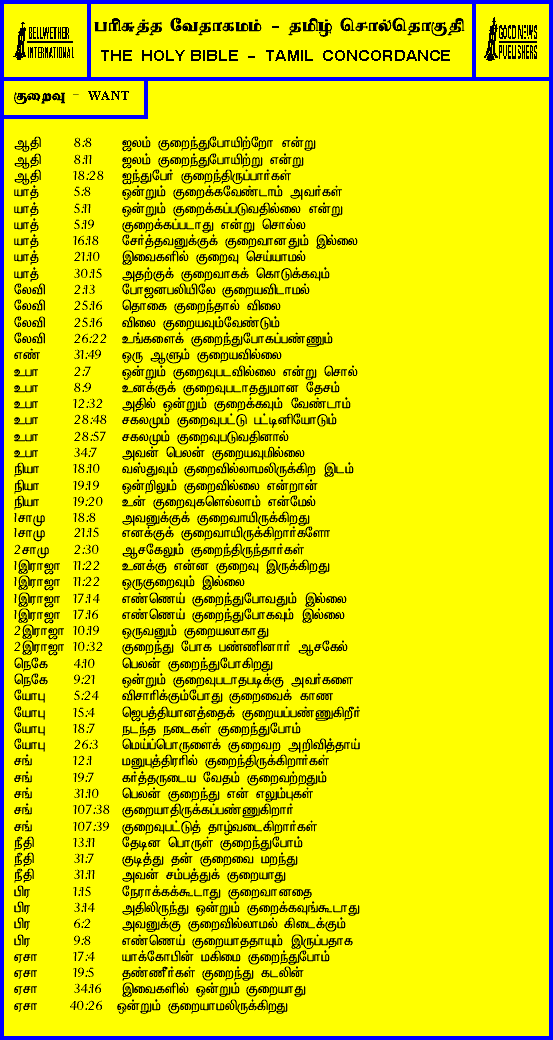 BELLWETHER
INTERNATIONAL
பரிசுத்த வேதாகமம் - தமிழ் சொல்தொகுதி
THE HOLY BIBLE - TAMIL CONCORDANCE
GOOD NEWS
PUBLISHERS
குறைவு - WANT
ஆதி 8:8 ஜலம் குறைந்துபோயிற்றோ என்று
ஆதி 8:11 ஜலம் குறைந்துபோயிற்று என்று
ஆதி 18:28 ஐந்துபேர் குறைந்திருப்பார்கள்
யாத் 5:8 ஒன்றும் குறைக்கவேண்டாம் அவர்கள்
யாத் 5:11 ஒன்றும் குறைக்கப்படுவதில்லை என்று
யாத் 5:19 குறைக்கப்படாது என்று சொல்ல
யாத் 16:18 சேர்த்தவனுக்குக் குறைவானதும் இல்லை
யாத் 21:10 இவைகளில் குறைவு செய்யாமல்
யாத் 30:15 அதற்குக் குறைவாகக் கொடுக்கவும்
லேவி 2:13 போஜனபலியிலே குறையவிடாமல்
லேவி 25:16 தொகை குறைந்தால் விலை
லேவி 25:16 விலை குறையவும்வேண்டும்
லேவி 26:22 உங்களைக் குறைந்துபோகப்பண்ணும்
எண் 31:49 ஒரு ஆளும் குறையவில்லை
உபா 2:7 ஒன்றும் குறைவுபடவில்லை என்று சொல்
உபா 8:9 உனக்குக் குறைவுபடாததுமான தேசம்
உபா 12:32 அதில் ஒன்றும் குறைக்கவும் வேண்டாம்
உபா 28:48 சகலமும் குறைவுபட்டு பட்டினியோடும்
உபா 28:57 சகலமும் குறைவுபடுவதினால்
உபா 34:7 அவன் பெலன் குறையவுமில்லை
நியா 18:10 வஸ்துவும் குறைவில்லாமலிருக்கிற இடம்
நியா 19:19 ஒன்றிலும் குறைவில்லை என்றான்
நியா 19:20 உன் குறைவுகளெல்லாம் என்மேல்
1சாமு 18:8 அவனுக்குக் குறைவாயிருக்கிறது
1சாமு 21:15 எனக்குக் குறைவாயிருக்கிறார்களோ
2சாமு 2:30 ஆசகேலும் குறைந்திருந்தார்கள்
1இராஜா 11:22 உனக்கு என்ன குறைவு இருக்கிறது
1இராஜா 11:22 ஒருகுறைவும் இல்லை
1இராஜா 17:14 எண்ணெய் குறைந்துபோவதும் இல்லை
1இராஜா 17:16 எண்ணெய் குறைந்துபோகவும் இல்லை
2இராஜா 10:19 ஒருவனும் குறையலாகாது
2இராஜா 10:32 குறைந்து போக பண்ணினார் ஆசகேல்
நெகே 4:10 பெலன் குறைந்துபோகிறது
நெகே 9:21 ஒன்றும் குறைவுபடாதபடிக்கு அவர்களை
யோபு 5:24 விசாரிக்கும்போது குறைவைக் காண
யோபு 15:4 ஜெபத்தியானத்தைக் குறையப்பண்ணுகிறீர்
யோபு 18:7 நடந்த நடைகள் குறைந்துபோம்
யோபு 26:3 மெய்ப்பொருளைக் குறைவற அறிவித்தாய்
சங் 12:1 மனுபுத்திரரில் குறைந்திருக்கிறார்கள்
சங் 19:7 கர்த்தருடைய வேதம் குறைவற்றதும்
சங் 31:10 பெலன் குறைந்து என் எலும்புகள்
சங் 107:38 குறையாதிருக்கப்பண்ணுகிறார்
சங் 107:39 குறைவுபட்டுத் தாழ்வடைகிறார்கள்
நீதி 13:11 தேடின பொருள் குறைந்துபோம்
நீதி 31:7 குடித்து தன் குறைவை மறந்து
நீதி 31:11 அவன் சம்பத்துக் குறையாது
பிர 1:15 நேராக்கக்கூடாது குறைவானதை
பிர 3:14 அதிலிருந்து ஒன்றும் குறைக்கவுங்கூடாது
பிர 6:2 அவனுக்கு குறைவில்லாமல் கிடைக்கும்
பிர 9:8 எண்ணெய் குறையாததாயும் இருப்பதாக
ஏசா 17:4 யாக்கோபின் மகிமை குறைந்துபோம்
ஏசா 19:5 தண்ணீர்கள் குறைந்து கடலின்
ஏசா 34:16 இவைகளில் ஒன்றும் குறையாது
ஏசா 40:26 ஒன்றும் குறையாமலிருக்கிறது